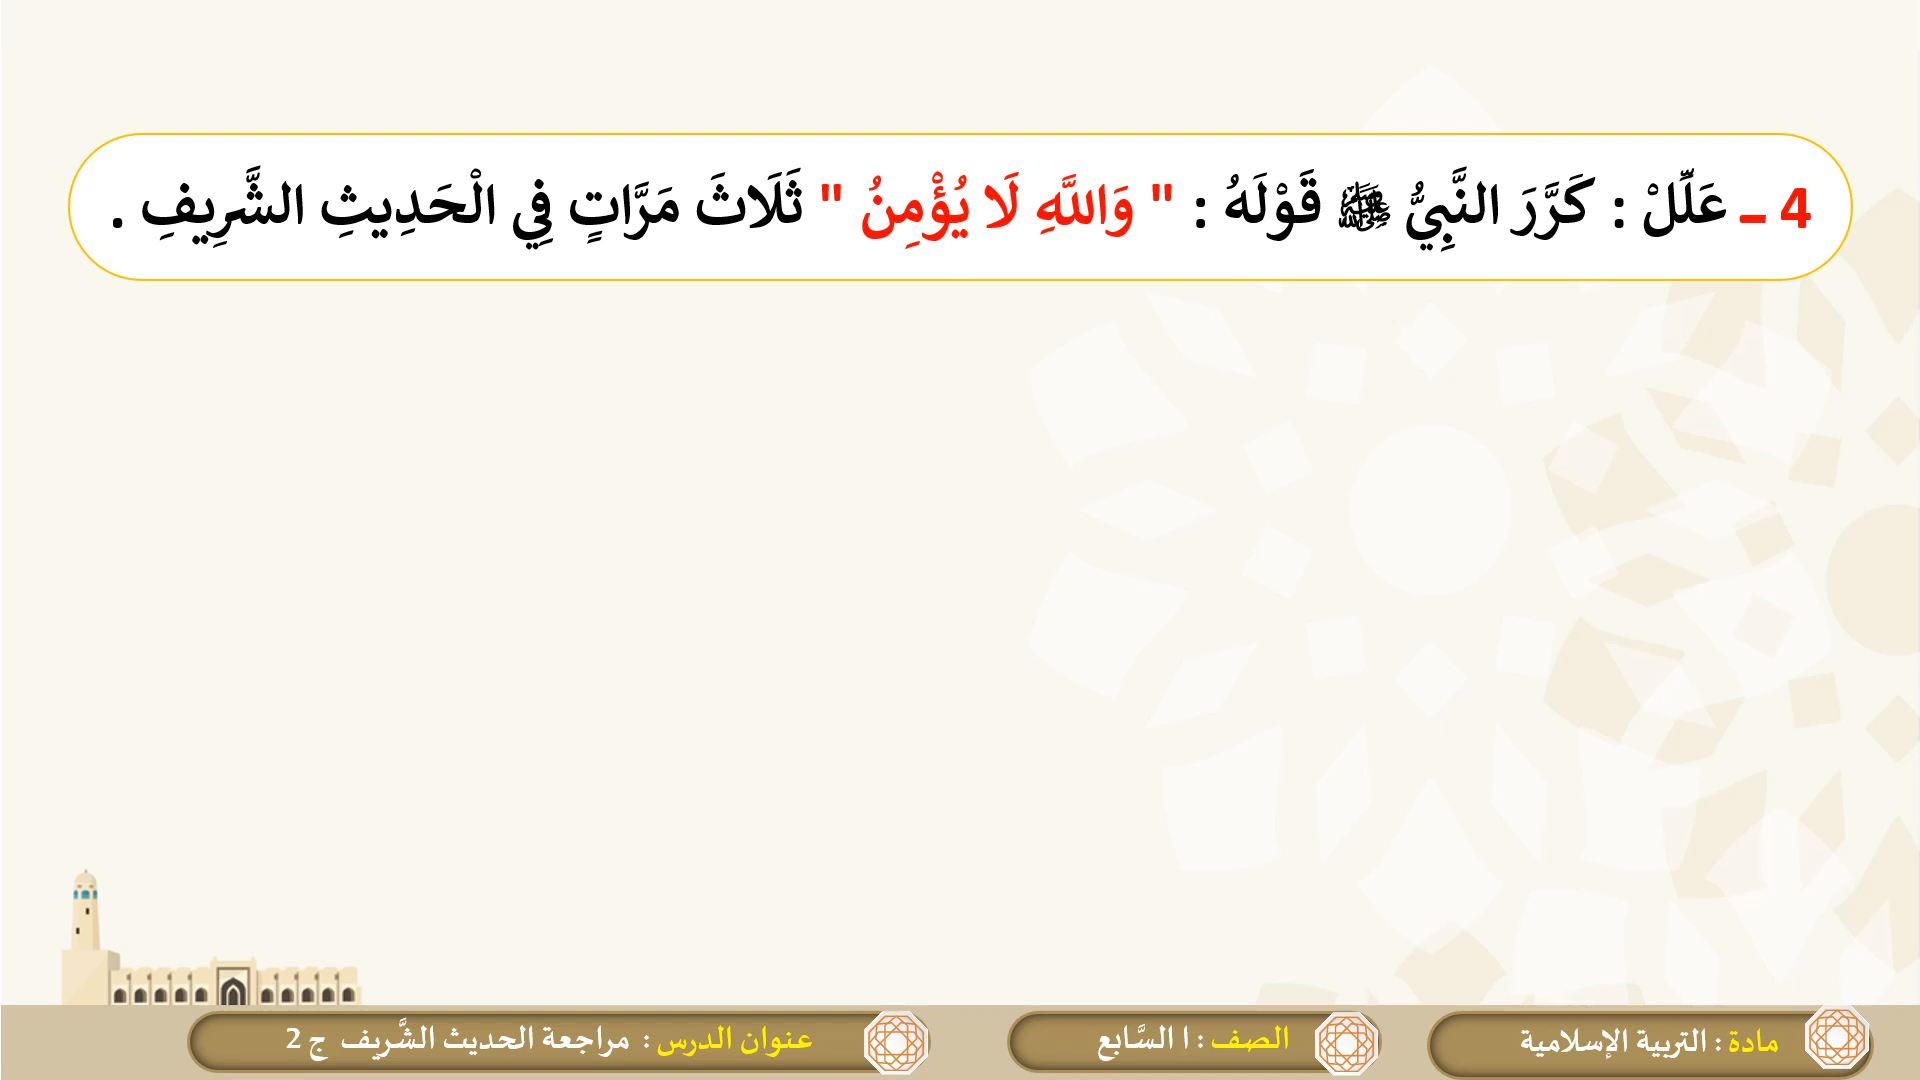 4 ـ عَلِّلْ : كَرَّرَ النَّبِيُّ ﷺ قَوْلَهُ : " وَاللَّهِ لَا يُؤْمِنُ " ثَلَاثَ مَرَّاتٍ فِي الْحَدِيثِ الشَّرِيفِ .
مادة : التربية الإسلامية
الصف : ا السَّابع
عنوان الدرس : مراجعة الحديث الشَّريف ج 2